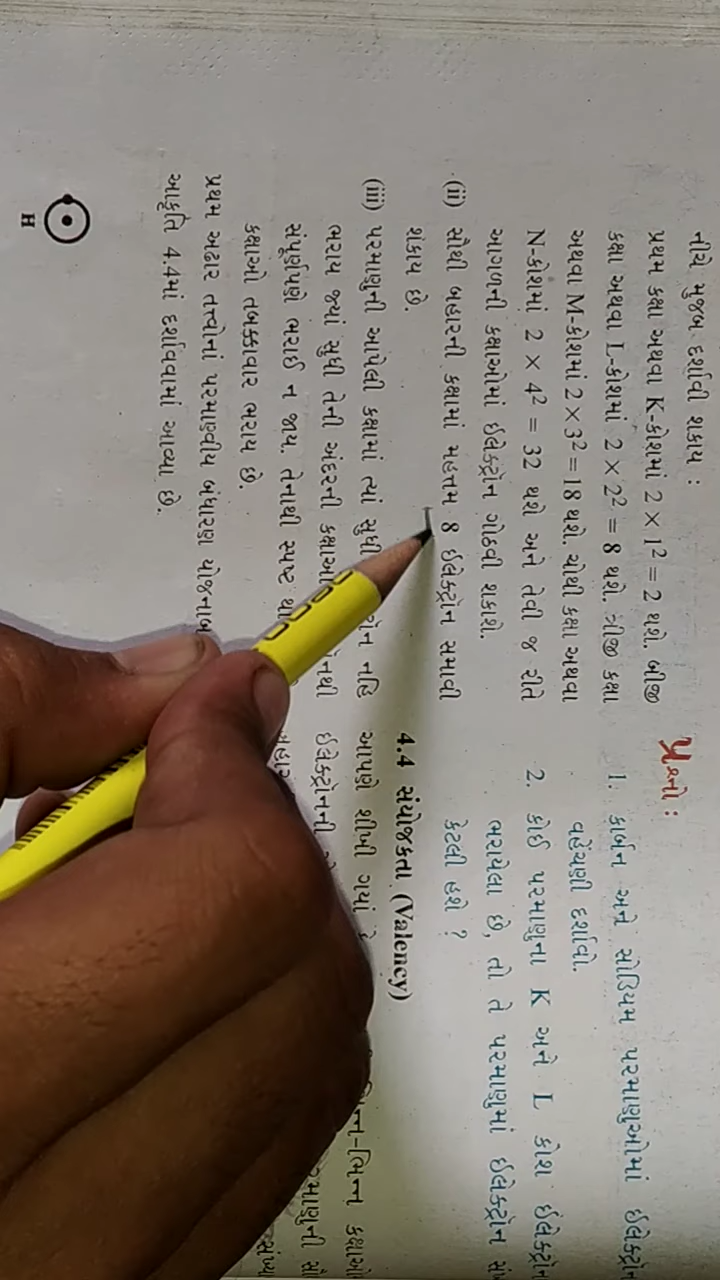 નીચે મુજબ દર્શાવી શકાય :
પ્રથમ કક્ષા અથવા K-કોશમાં 2 × 1² = 2 થશે. બીજી
કક્ષા અથવા L-કોશમાં 2 × 2² = 8 થશે. ત્રીજી કક્ષા
અથવા M-કોશમાં 2 × 3² = 18 થશે. ચોથી કક્ષા અથવા
N-કોશમાં 2 × 4² = 32 થશે અને તેવી જ રીતે
આગળની કક્ષાઓમાં ઇલેક્ટ્રૉન ગોઠવી શકાશે.
(ii) સૌથી બહારની કક્ષામાં મહત્તમ 8 ઇલેક્ટ્રૉન સમાવી
શકાય છે.
(iii) પરમાણુની આપેલી કક્ષામાં ત્યાં સુધી નહિ
ભરાય જ્યાં સુધી તેની અંદરની કક્ષાઓ
સંપૂર્ણપણે ભરાઈ ન જાય. તેનાથી સ્પષ્ટ
કક્ષાઓ તબક્કાવાર ભરાય છે.
પ્રથમ અઢાર તત્ત્વોનાં પરમાણ્વીય બંધારણ
આકૃતિ 4.4માં દર્શાવવામાં આવ્યા છે.
H
પ્રશ્નો :
1. કાર્બન અને સોડિયમ પરમાણુઓમાં
વહેંચણી દર્શાવો.
2. કોઈ પરમાણુના K અને L કોશ
ભરાયેલા છે, તો તે પરમાણુમાં ઇલેક્ટ્રૉન
કેટલી હશે ?
4.4 સંયોજકતા (Valency)
આપણે શીખી ગયાં
ઇલેક્ટ્રૉનની